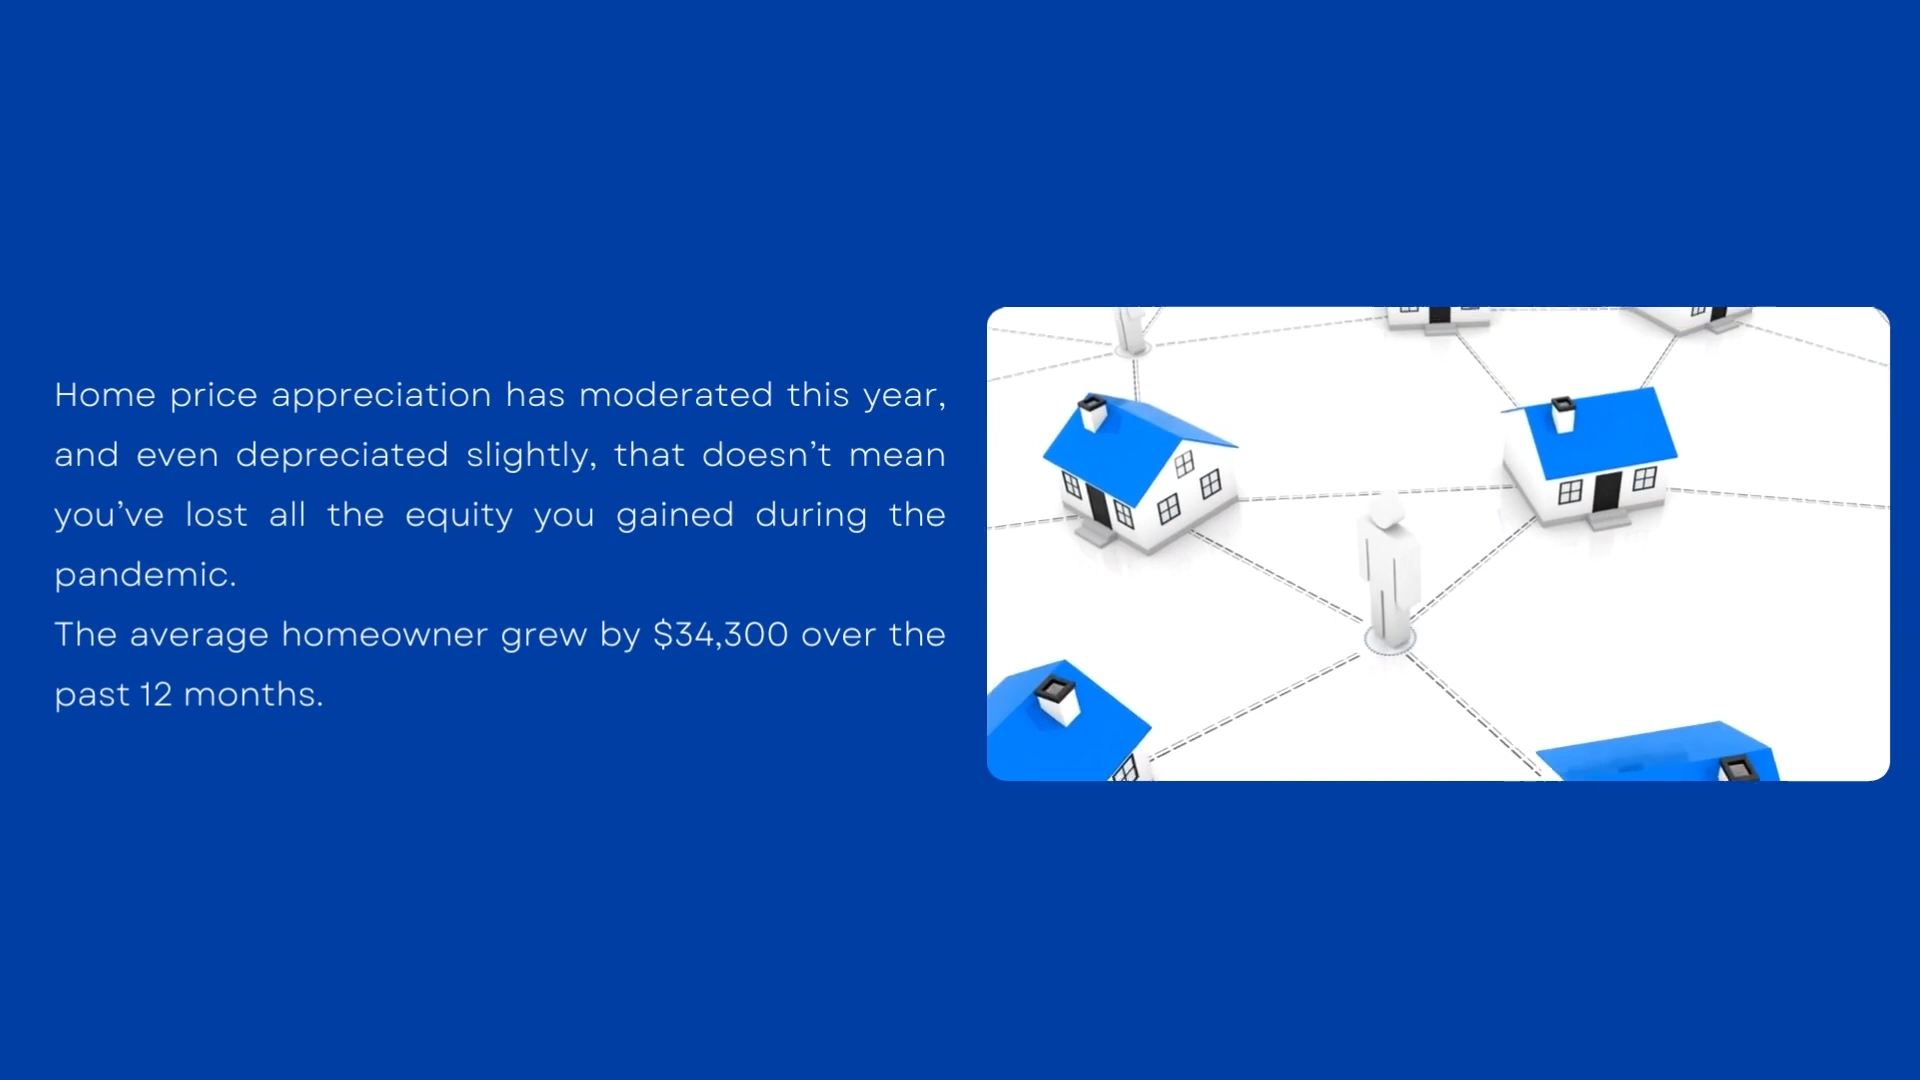 Home price appreciation has moderated this year,
and even depreciated slightly, that doesn’t mean
you’ve lost all the equity you gained during the
pandemic.
The average homeowner grew by $34,300 over the
past 12 months.